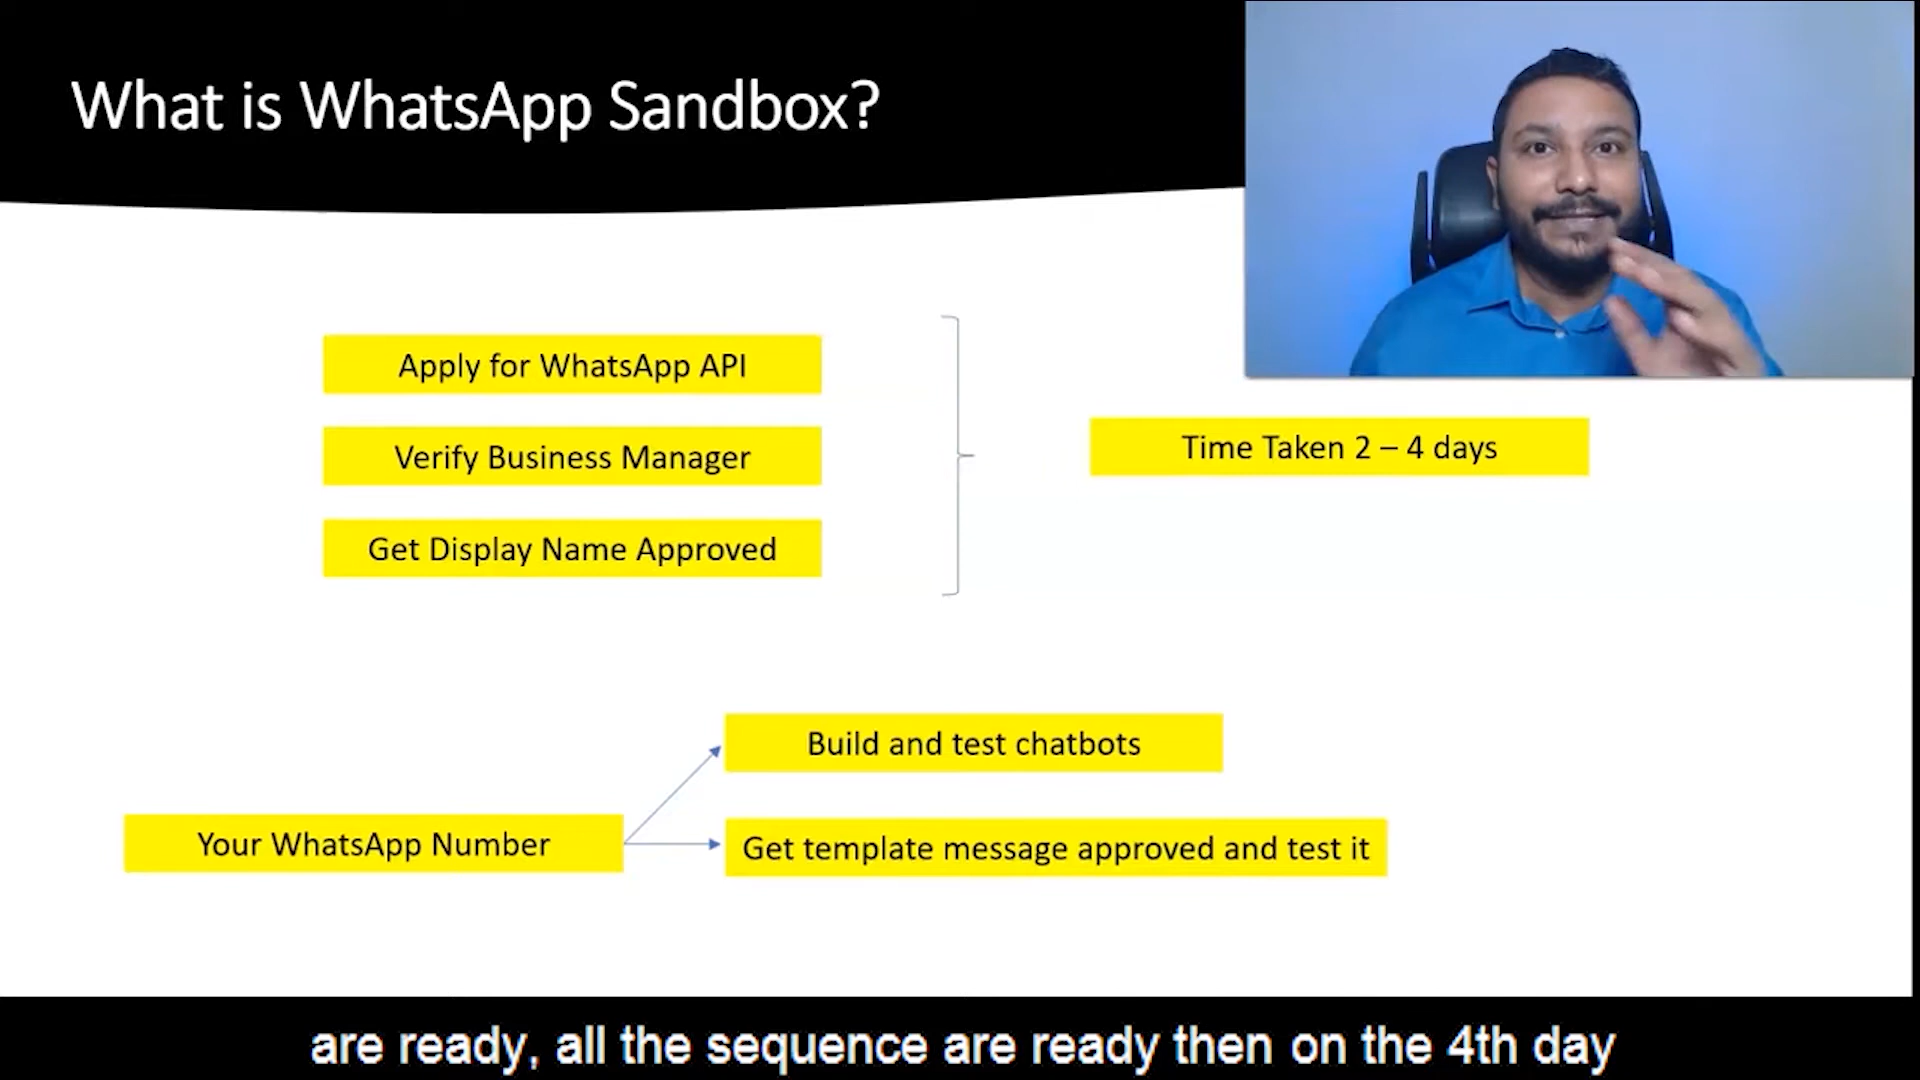 What is WhatsApp Sandbox?
Apply for WhatsApp API
Verify Business Manager
Get Display Name Approved
Time Taken 2 – 4 days
Build and test chatbots
Your WhatsApp Number
Get template message approved and test it
are ready, all the sequence are ready then on the 4th day